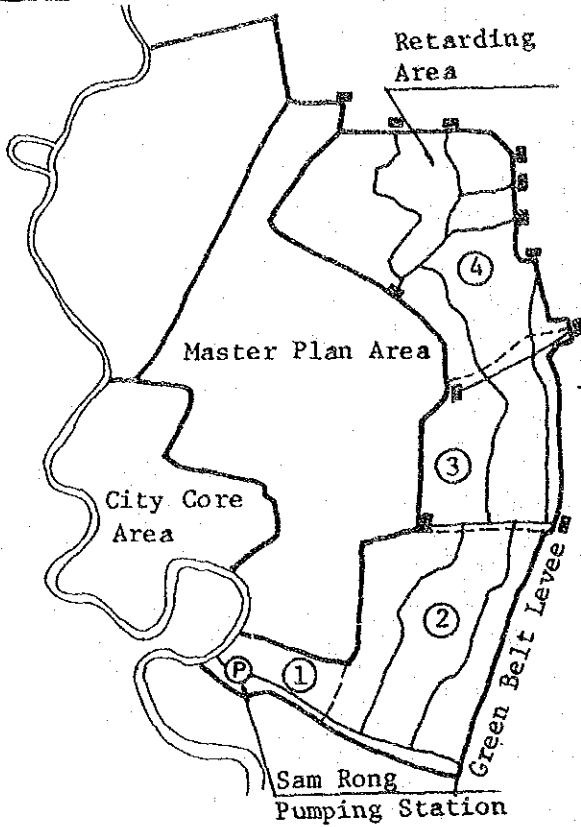 Retarding
Area
④
Master Plan Area
③
City Core
Area
②
Green Belt Levee
①
P
Sam Rong
Pumping Station